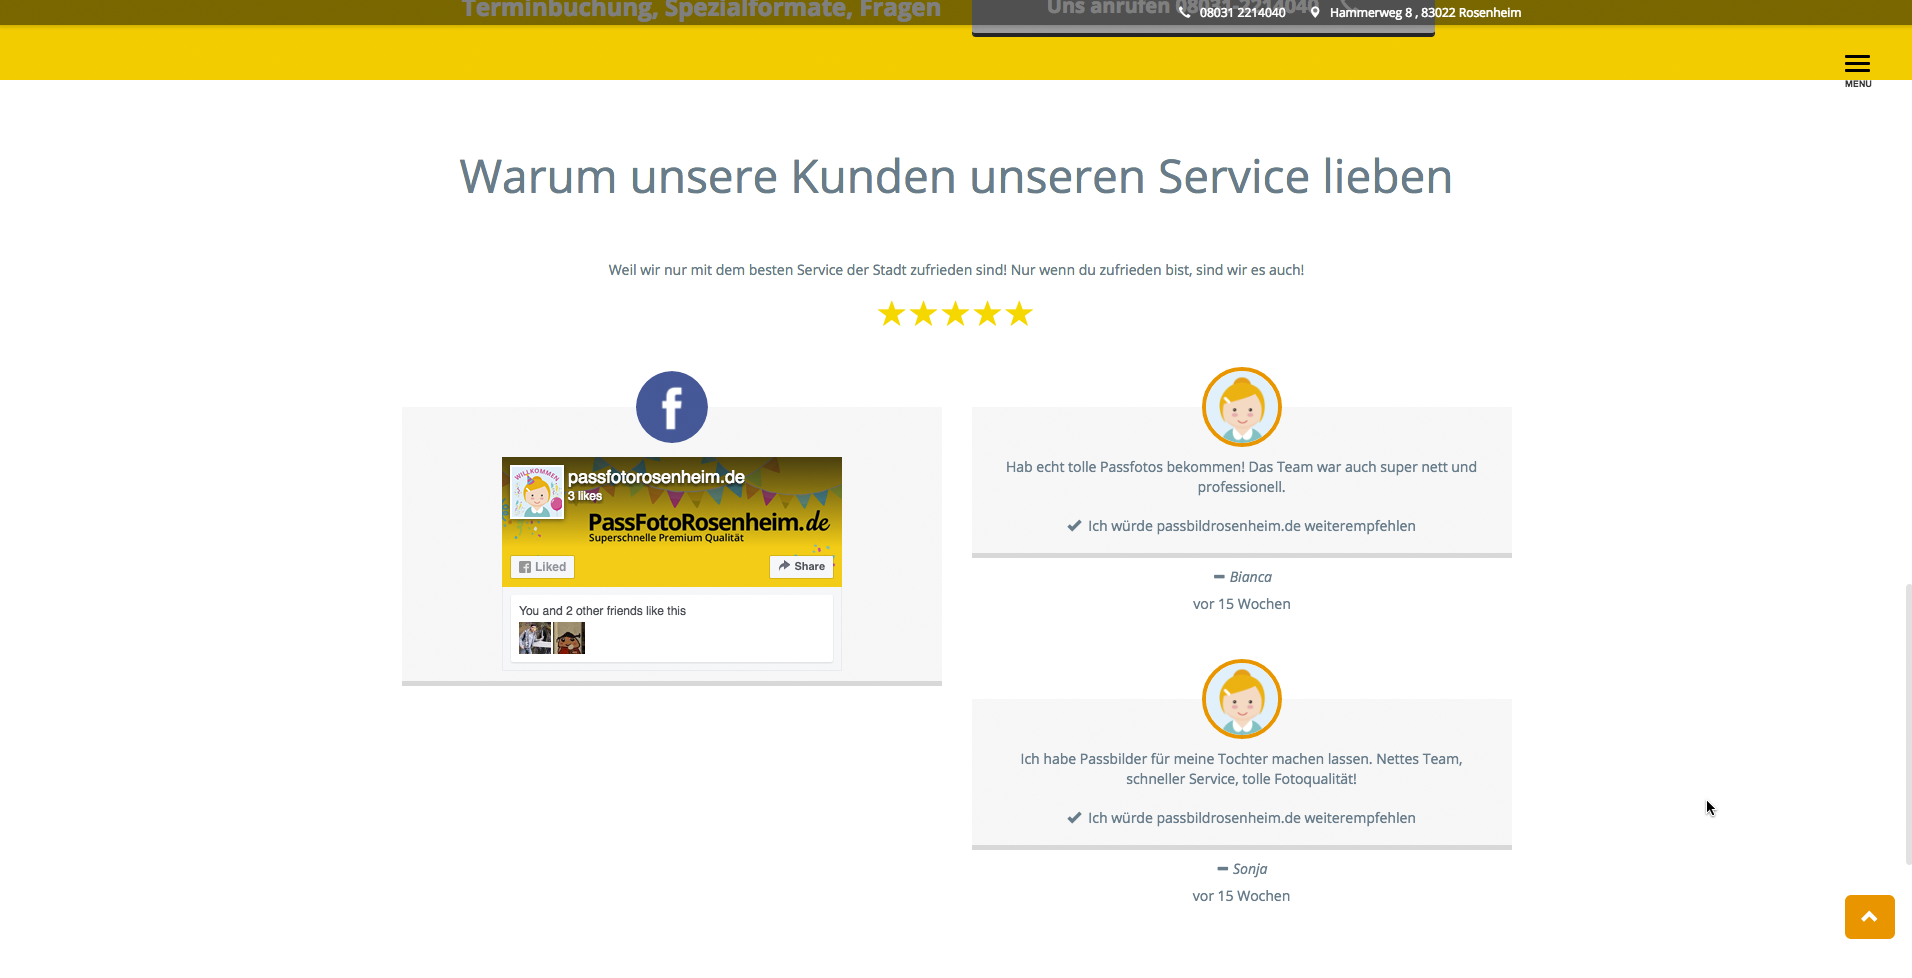 Terminbuchung, Spezialformate, Fragen
Uns anrufen 08031-2214040
08031 2214040
Hammerweg 8 , 83022 Rosenheim
MENU
Warum unsere Kunden unseren Service lieben
Weil wir nur mit dem besten Service der Stadt zufrieden sind! Nur wenn du zufrieden bist, sind wir es auch!
f
WILLKOMMEN
passfotorosenheim.de
3 likes
PassFotoRosenheim.de
Superschnelle Premium Qualität
Liked
Share
You and 2 other friends like this
Hab echt tolle Passfotos bekommen! Das Team war auch super nett und
professionell.
Ich würde passbildrosenheim.de weiterempfehlen
Bianca
vor 15 Wochen
Ich habe Passbilder für meine Tochter machen lassen. Nettes Team,
schneller Service, tolle Fotoqualität!
Ich würde passbildrosenheim.de weiterempfehlen
Sonja
vor 15 Wochen